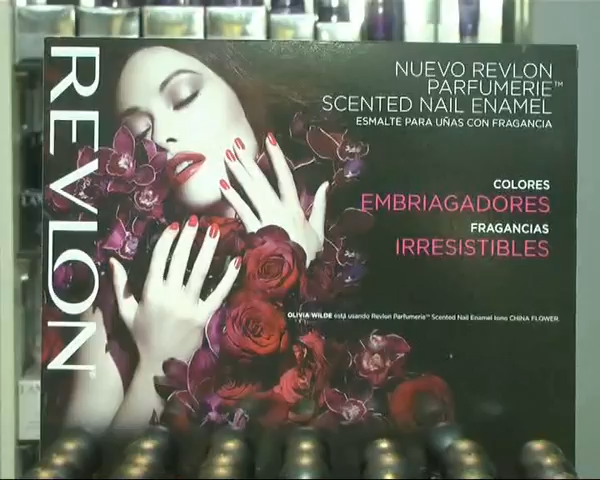 REVLON
NUEVO REVLON
PARFUMERIE™
SCENTED NAIL ENAMEL
ESMALTE PARA UÑAS CON FRAGANCIA
COLORES
EMBRIAGADORES
FRAGANCIAS
IRRESISTIBLES
OLIVIA WILDE está usando Revlon Parfumerie™ Scented Nail Enamel tono CHINA FLOWER.